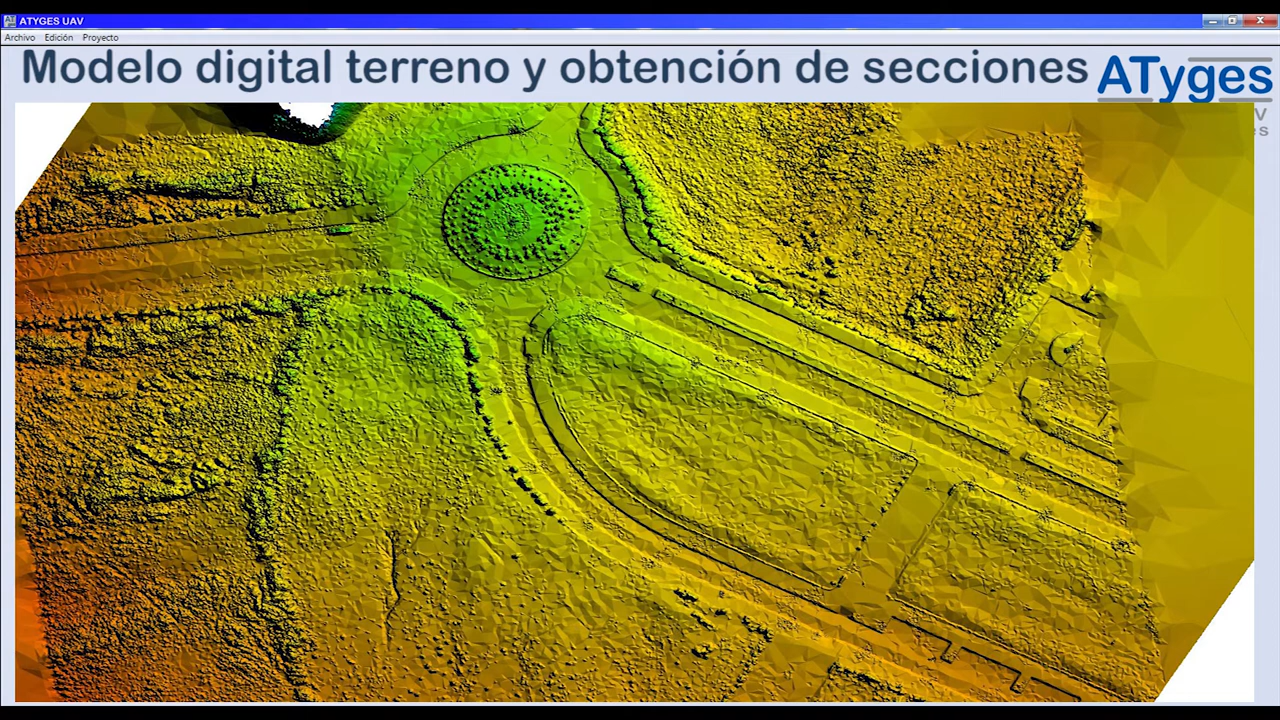 ATYGES UAV
Archivo Edición Proyecto
Modelo digital terreno y obtención de secciones
ATyges